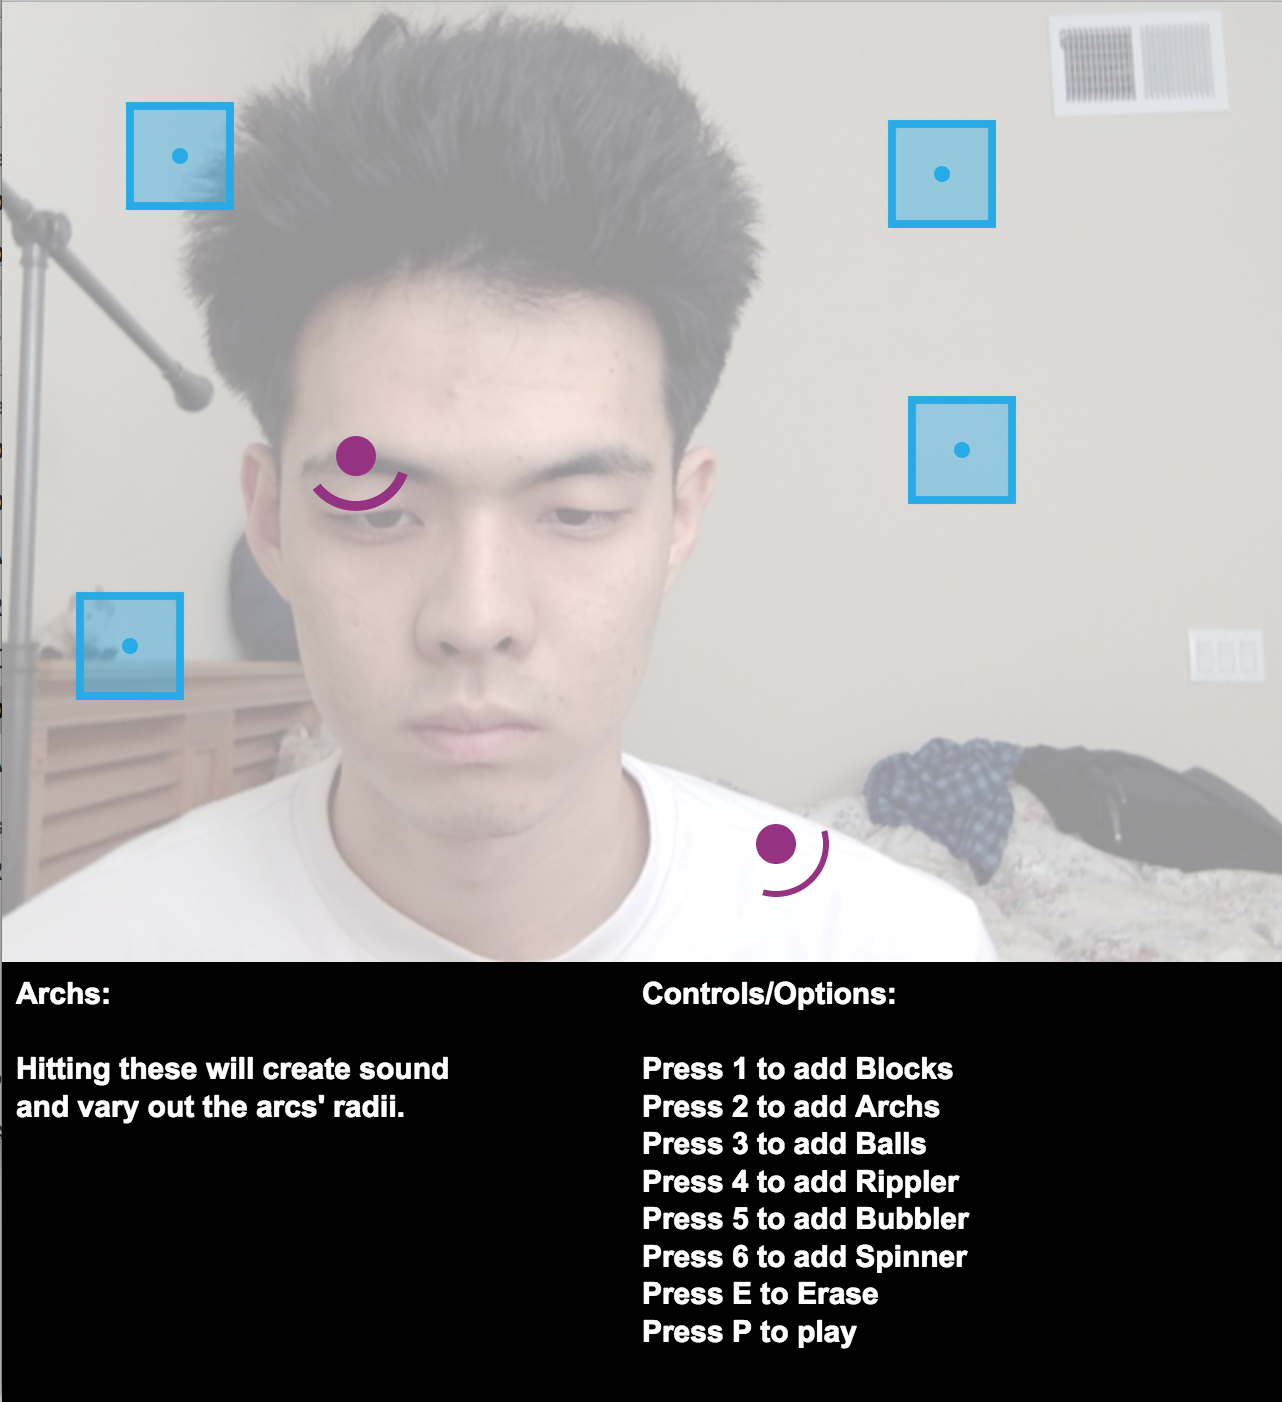 Archs:
Hitting these will create sound
and vary out the arcs' radii.
Controls/Options:
Press 1 to add Blocks
Press 2 to add Archs
Press 3 to add Balls
Press 4 to add Rippler
Press 5 to add Bubbler
Press 6 to add Spinner
Press E to Erase
Press P to play